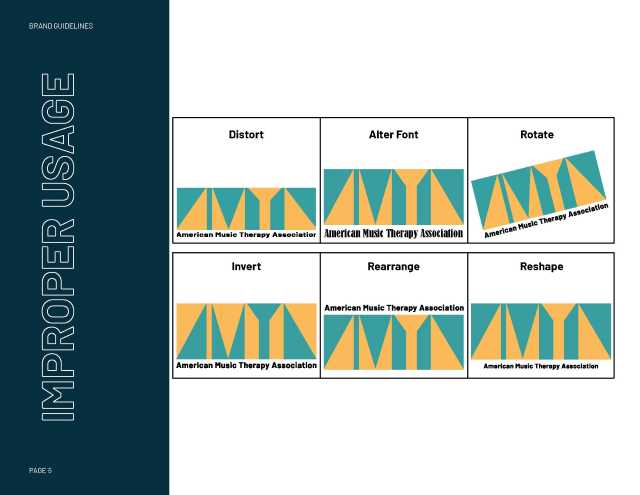 BRAND GUIDELINES
IMPROPER USAGE
Distort
Alter Font
Rotate
American Music Therapy Association
American Music Therapy Association
American Music Therapy Association
Invert
Rearrange
Reshape
American Music Therapy Association
American Music Therapy Association
American Music Therapy Association
PAGE 5